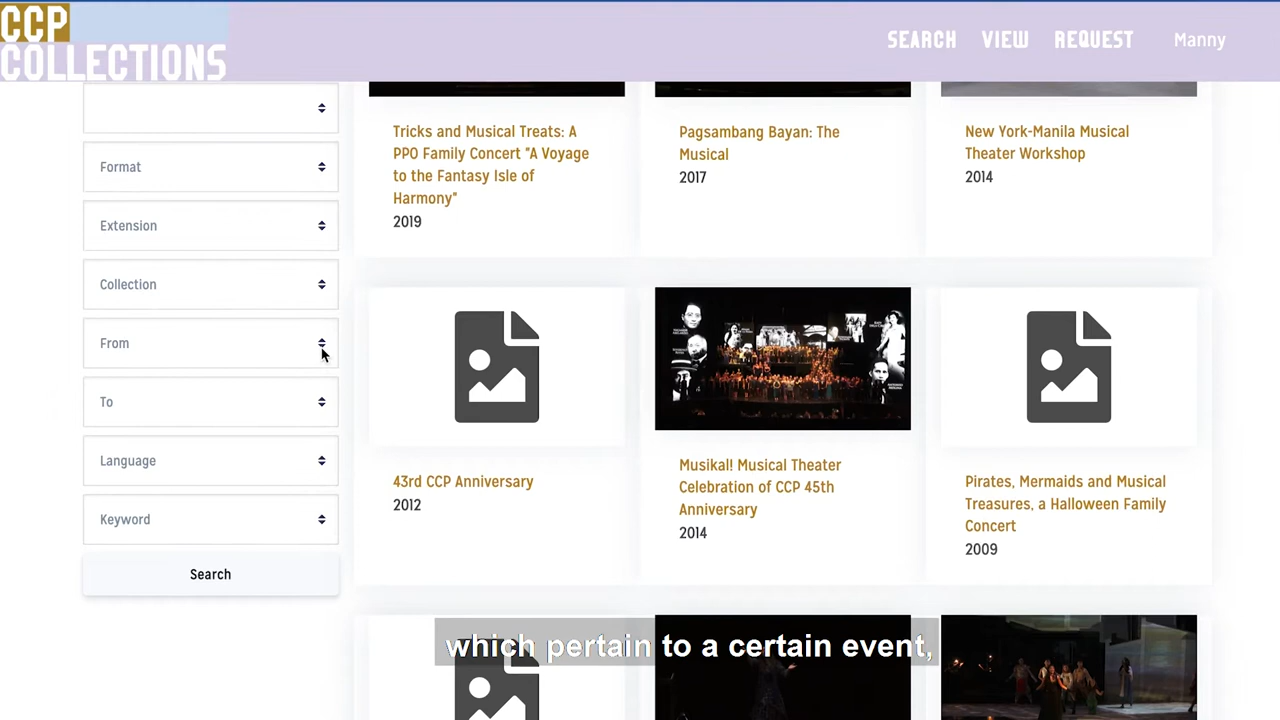 CCP
COLLECTIONS
SEARCH
VIEW
REQUEST
Manny
Format
Extension
Collection
From
To
Language
Keyword
Search
Tricks and Musical Treats: A
PPO Family Concert "A Voyage
to the Fantasy Isle of
Harmony"
2019
Pagsambang Bayan: The
Musical
2017
New York-Manila Musical
Theater Workshop
2014
43rd CCP Anniversary
2012
Musikal! Musical Theater
Celebration of CCP 45th
Anniversary
2014
Pirates, Mermaids and Musical
Treasures, a Halloween Family
Concert
2009
which pertain to a certain event,